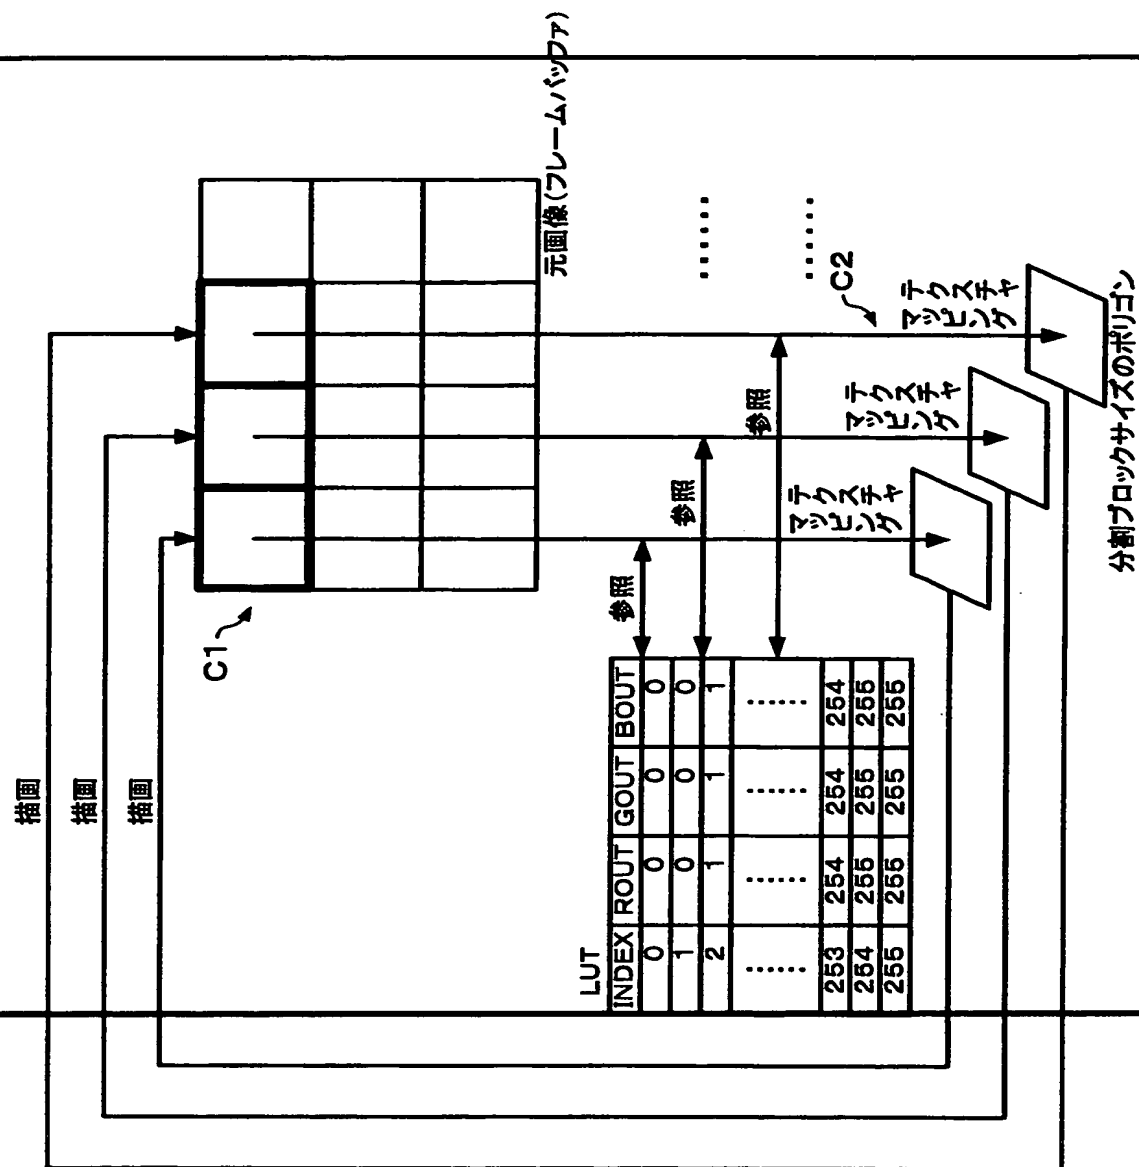 描画
描画
描画
C1
元画像(フレームバッファ)
LUT
INDEX ROUT GOUT BOUT
0 0 0 0
1 0 0 0
2 1 1 1
...... ...... ...... ......
253 254 254 254
254 255 255 255
255 255 255 255
参照
参照
参照
......
......
C2
テクスチャ
マッピング
テクスチャ
マッピング
テクスチャ
マッピング
分割ブロックサイズのポリゴン